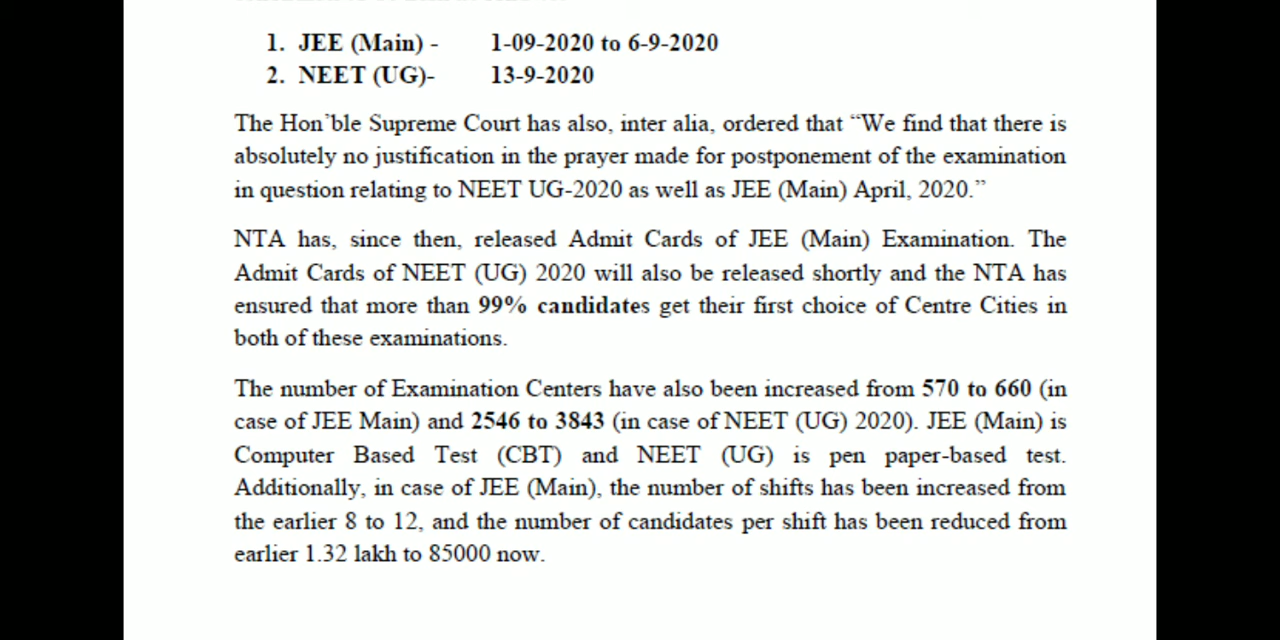 1. JEE (Main) - 1-09-2020 to 6-9-2020
2. NEET (UG)- 13-9-2020
The Hon’ble Supreme Court has also, inter alia, ordered that “We find that there is
absolutely no justification in the prayer made for postponement of the examination
in question relating to NEET UG-2020 as well as JEE (Main) April, 2020.”
NTA has, since then, released Admit Cards of JEE (Main) Examination. The
Admit Cards of NEET (UG) 2020 will also be released shortly and the NTA has
ensured that more than 99% candidates get their first choice of Centre Cities in
both of these examinations.
The number of Examination Centers have also been increased from 570 to 660 (in
case of JEE Main) and 2546 to 3843 (in case of NEET (UG) 2020). JEE (Main) is
Computer Based Test (CBT) and NEET (UG) is pen paper-based test.
Additionally, in case of JEE (Main), the number of shifts has been increased from
the earlier 8 to 12, and the number of candidates per shift has been reduced from
earlier 1.32 lakh to 85000 now.